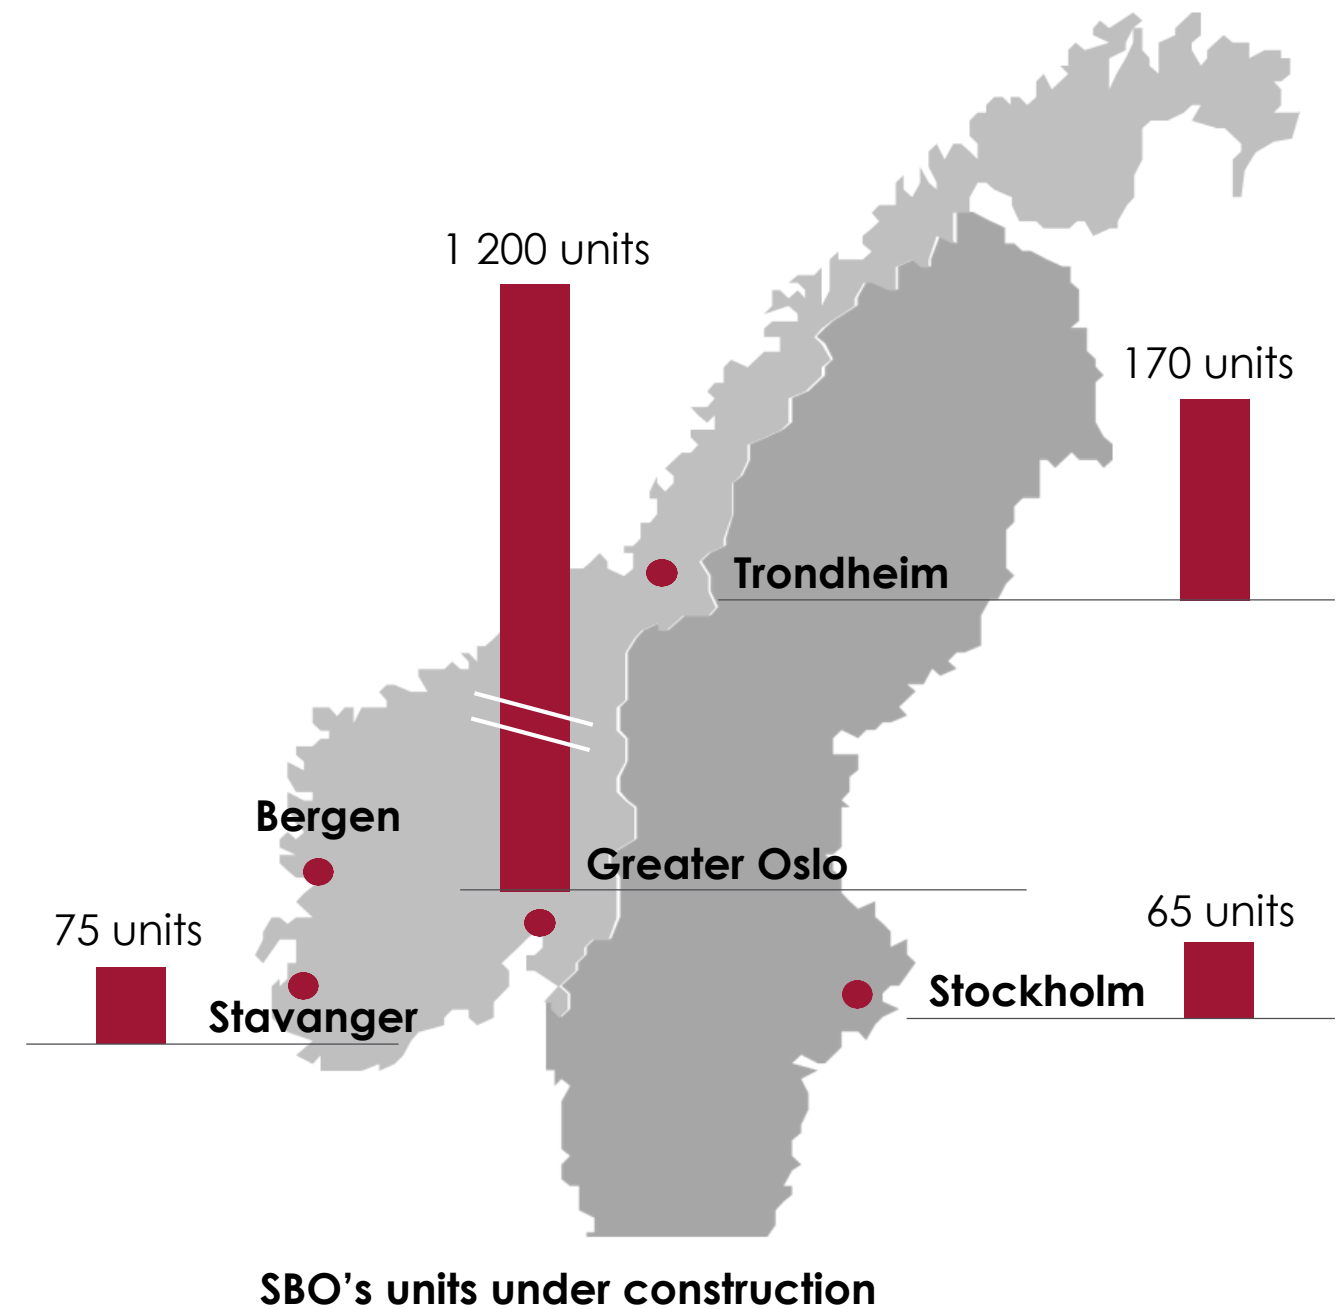 1 200 units
170 units
Trondheim
Bergen
Greater Oslo
75 units
65 units
Stockholm
Stavanger
SBO’s units under construction